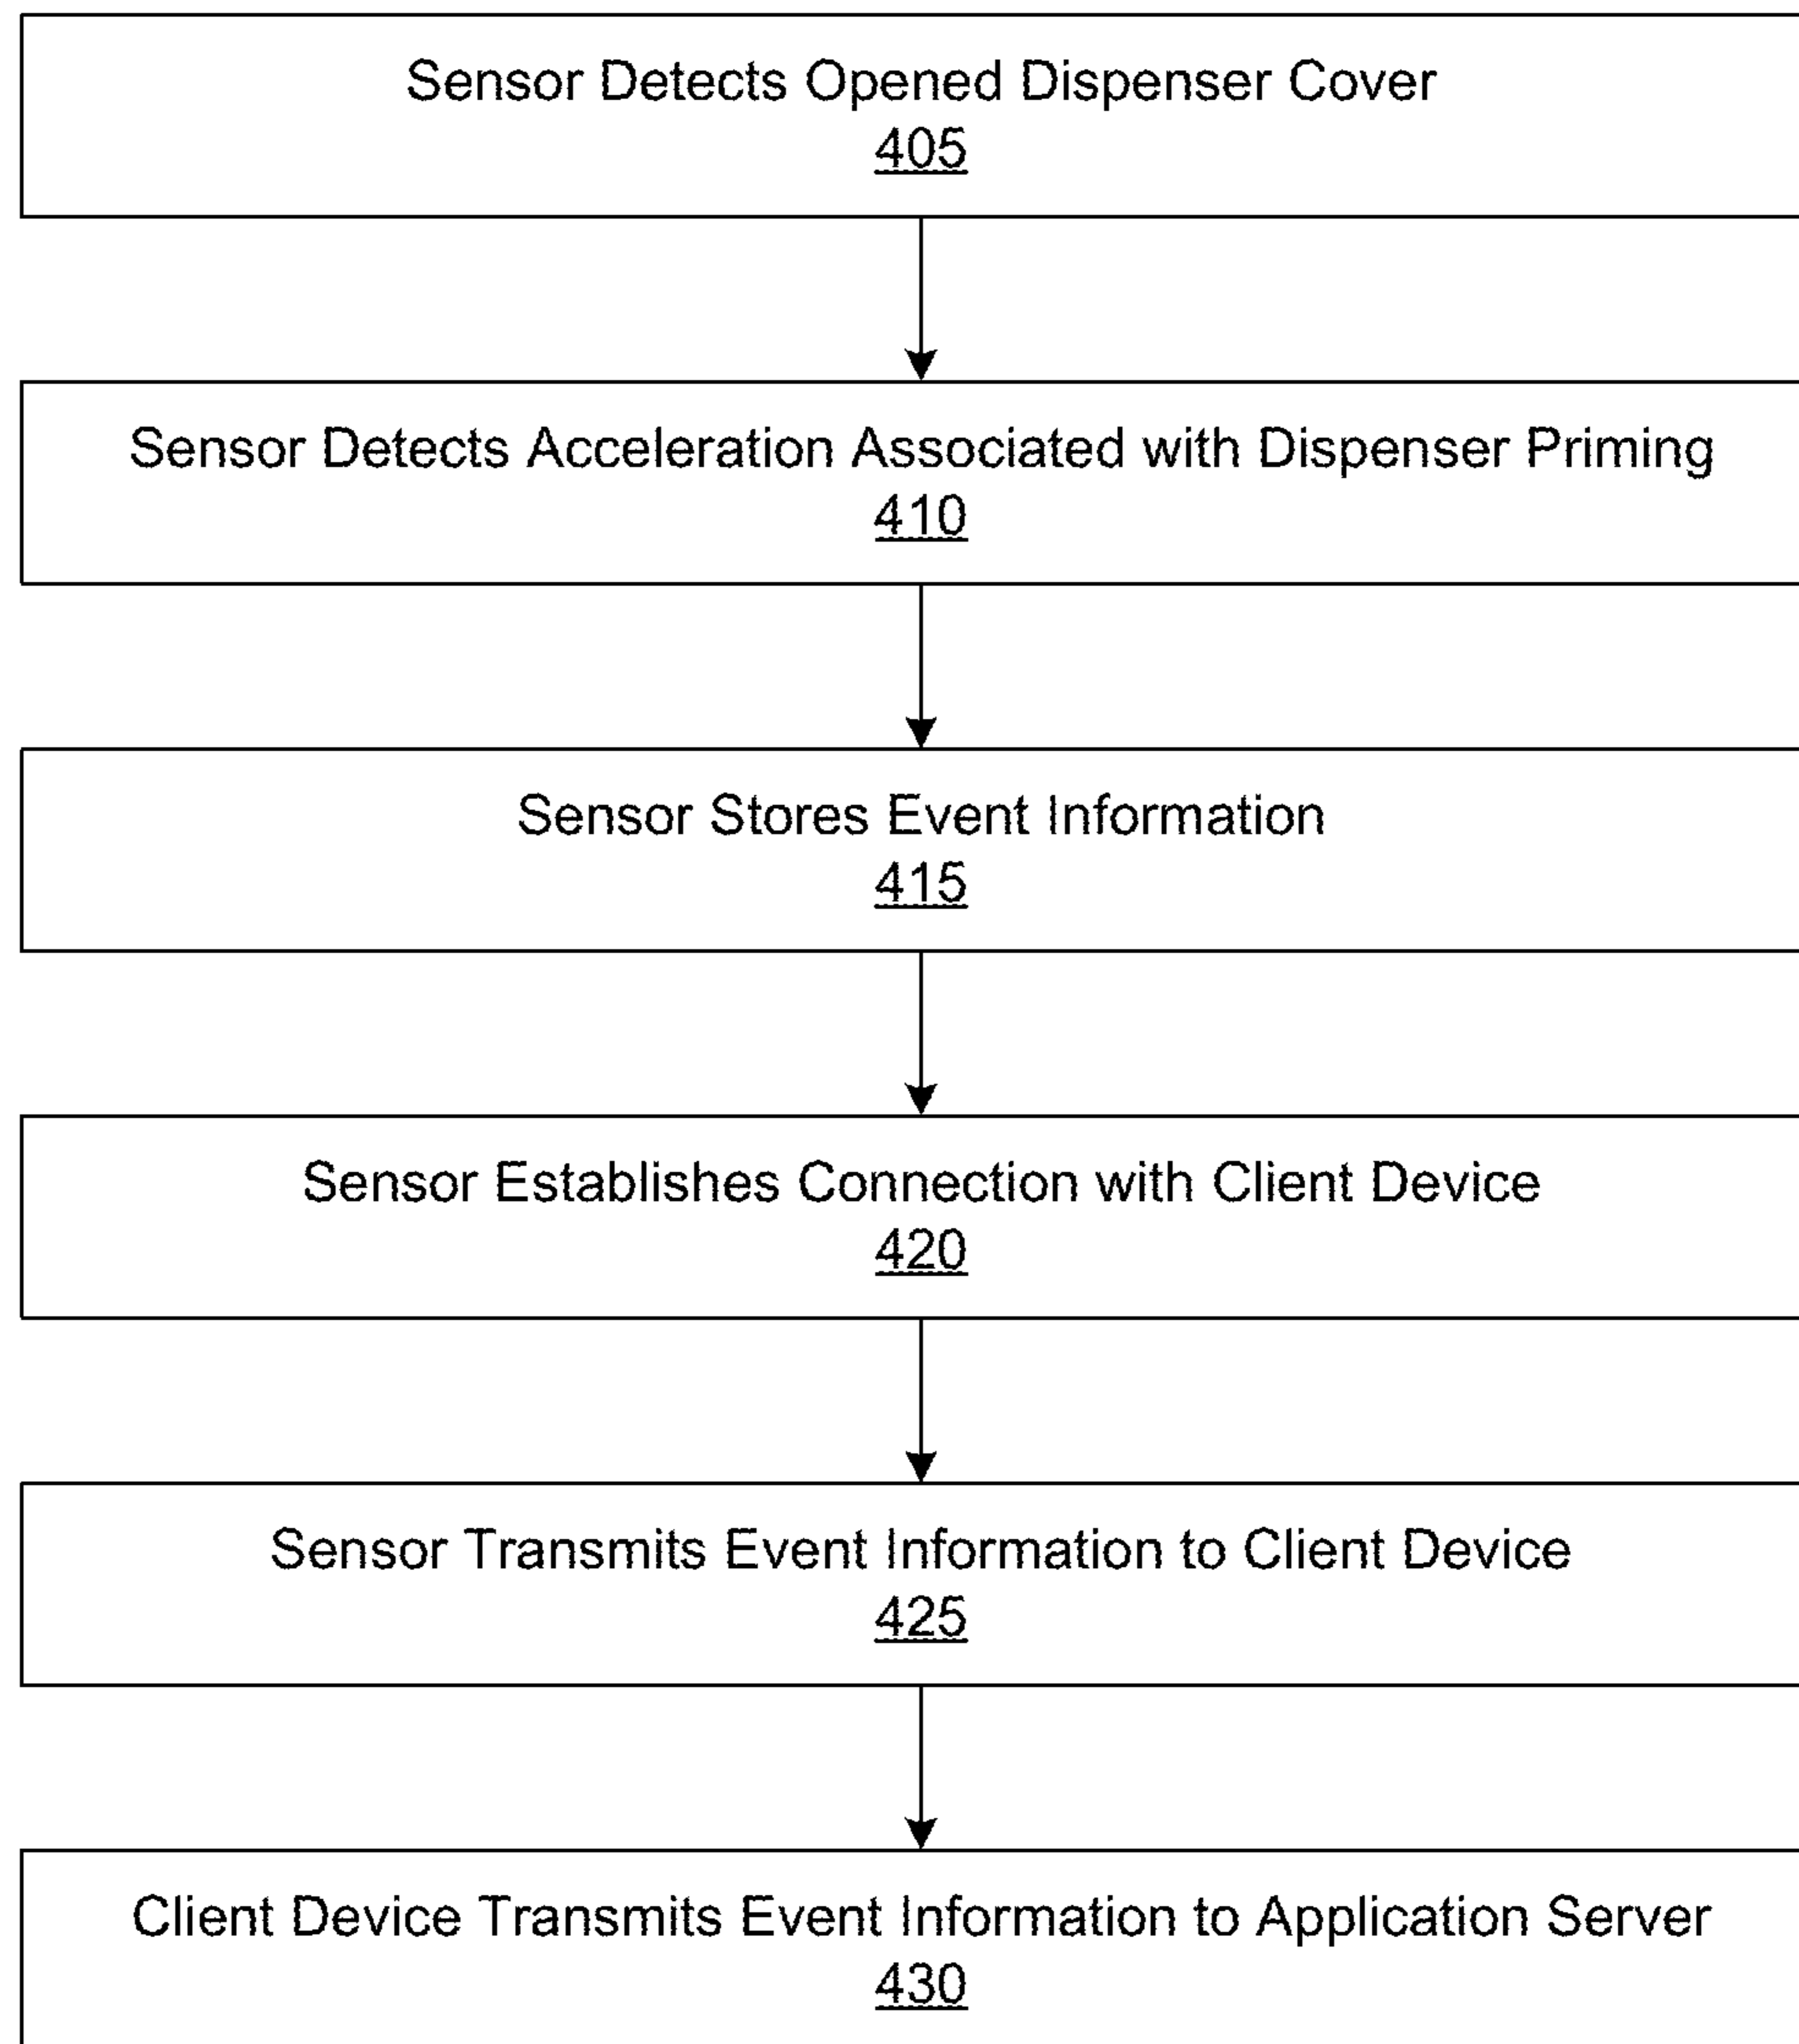 Sensor Detects Opened Dispenser Cover
405
Sensor Detects Acceleration Associated with Dispenser Priming
410
Sensor Stores Event Information
415
Sensor Establishes Connection with Client Device
420
Sensor Transmits Event Information to Client Device
425
Client Device Transmits Event Information to Application Server
430